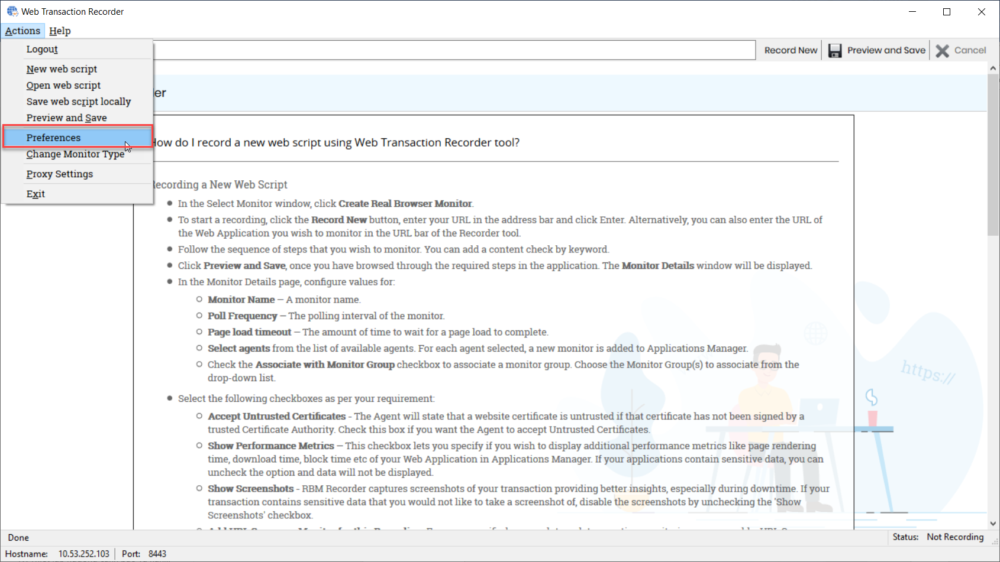 Web Transaction Recorder
Actions Help
Logout
New web script
Open web script
Save web script locally
Preview and Save
Preferences
Change Monitor Type
Proxy Settings
Exit
Record New Preview and Save Cancel
er
How do I record a new web script using Web Transaction Recorder tool?
Recording a New Web Script
In the Select Monitor window, click Create Real Browser Monitor.
To start a recording, click the Record New button, enter your URL in the address bar and click Enter. Alternatively, you can also enter the URL of
the Web Application you wish to monitor in the URL bar of the Recorder tool.
Follow the sequence of steps that you wish to monitor. You can add a content check by keyword.
Click Preview and Save, once you have browsed through the required steps in the application. The Monitor Details window will be displayed.
In the Monitor Details page, configure values for:
Monitor Name – A monitor name.
Poll Frequency – The polling interval of the monitor.
Page load timeout – The amount of time to wait for a page load to complete.
Select agents from the list of available agents. For each agent selected, a new monitor is added to Applications Manager.
Check the Associate with Monitor Group checkbox to associate a monitor group. Choose the Monitor Group(s) to associate from the
drop-down list.
Select the following checkboxes as per your requirement:
Accept Untrusted Certificates - The Agent will state that a website certificate is untrusted if that certificate has not been signed by a
trusted Certificate Authority. Check this box if you want the Agent to accept Untrusted Certificates.
Show Performance Metrics – This checkbox lets you specify if you wish to display additional performance metrics like page rendering
time, download time, block time etc of your Web Application in Applications Manager. If your applications contain sensitive data, you can
uncheck the option and data will not be displayed.
Show Screenshots - RBM Recorder captures screenshots of your transaction providing better insights, especially during downtime. If your
transaction contains sensitive data that you would not like to take a screenshot of, disable the screenshots by unchecking the 'Show
Screenshots' checkbox.
https://
Done Status: Not Recording
Hostname: 10.53.252.103 Port: 8443